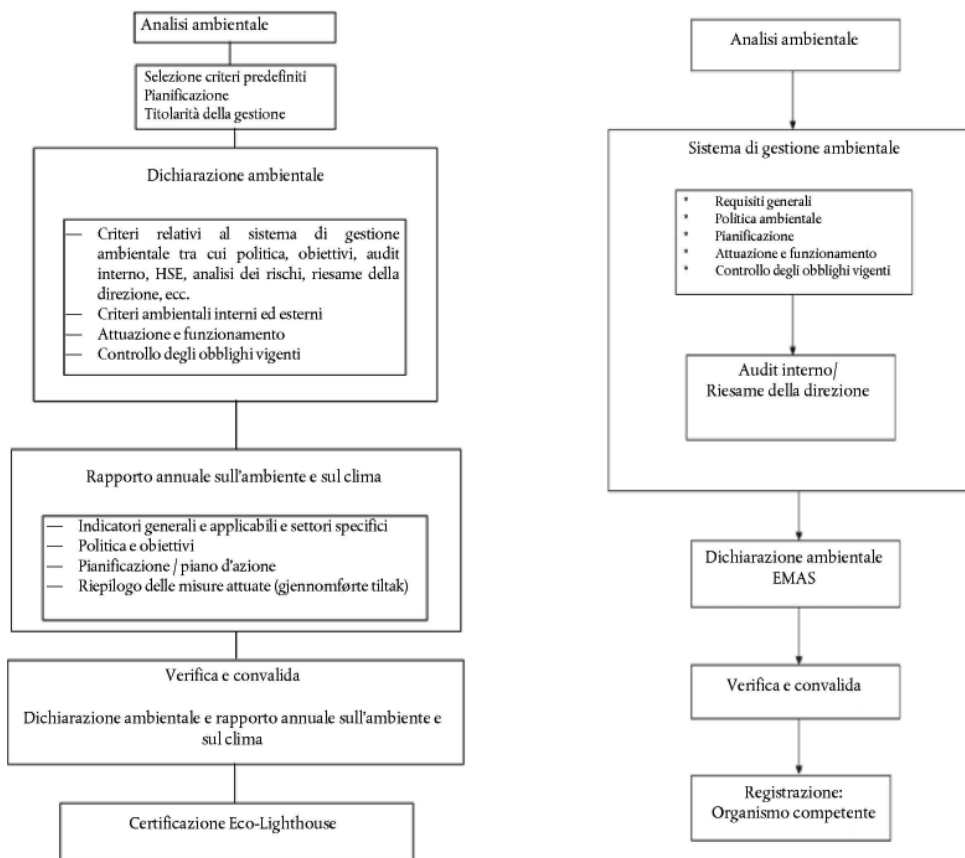 Analisi ambientale
Selezione criteri predefiniti
Pianificazione
Titolarità della gestione
Dichiarazione ambientale
— Criteri relativi al sistema di gestione
ambientale tra cui politica, obiettivi, audit
interno, HSE, analisi dei rischi, riesame della
direzione, ecc.
— Criteri ambientali interni ed esterni
— Attuazione e funzionamento
— Controllo degli obblighi vigenti
Rapporto annuale sull'ambiente e sul clima
— Indicatori generali e applicabili e settori specifici
— Politica e obiettivi
— Pianificazione / piano d'azione
— Riepilogo delle misure attuate (gjennomførte tiltak)
Verifica e convalida
Dichiarazione ambientale e rapporto annuale sull'ambiente e
sul clima
Certificazione Eco-Lighthouse
Analisi ambientale
Sistema di gestione ambientale
* Requisiti generali
* Politica ambientale
* Pianificazione
* Attuazione e funzionamento
* Controllo degli obblighi vigenti
Audit interno/
Riesame della direzione
Dichiarazione ambientale
EMAS
Verifica e convalida
Registrazione:
Organismo competente